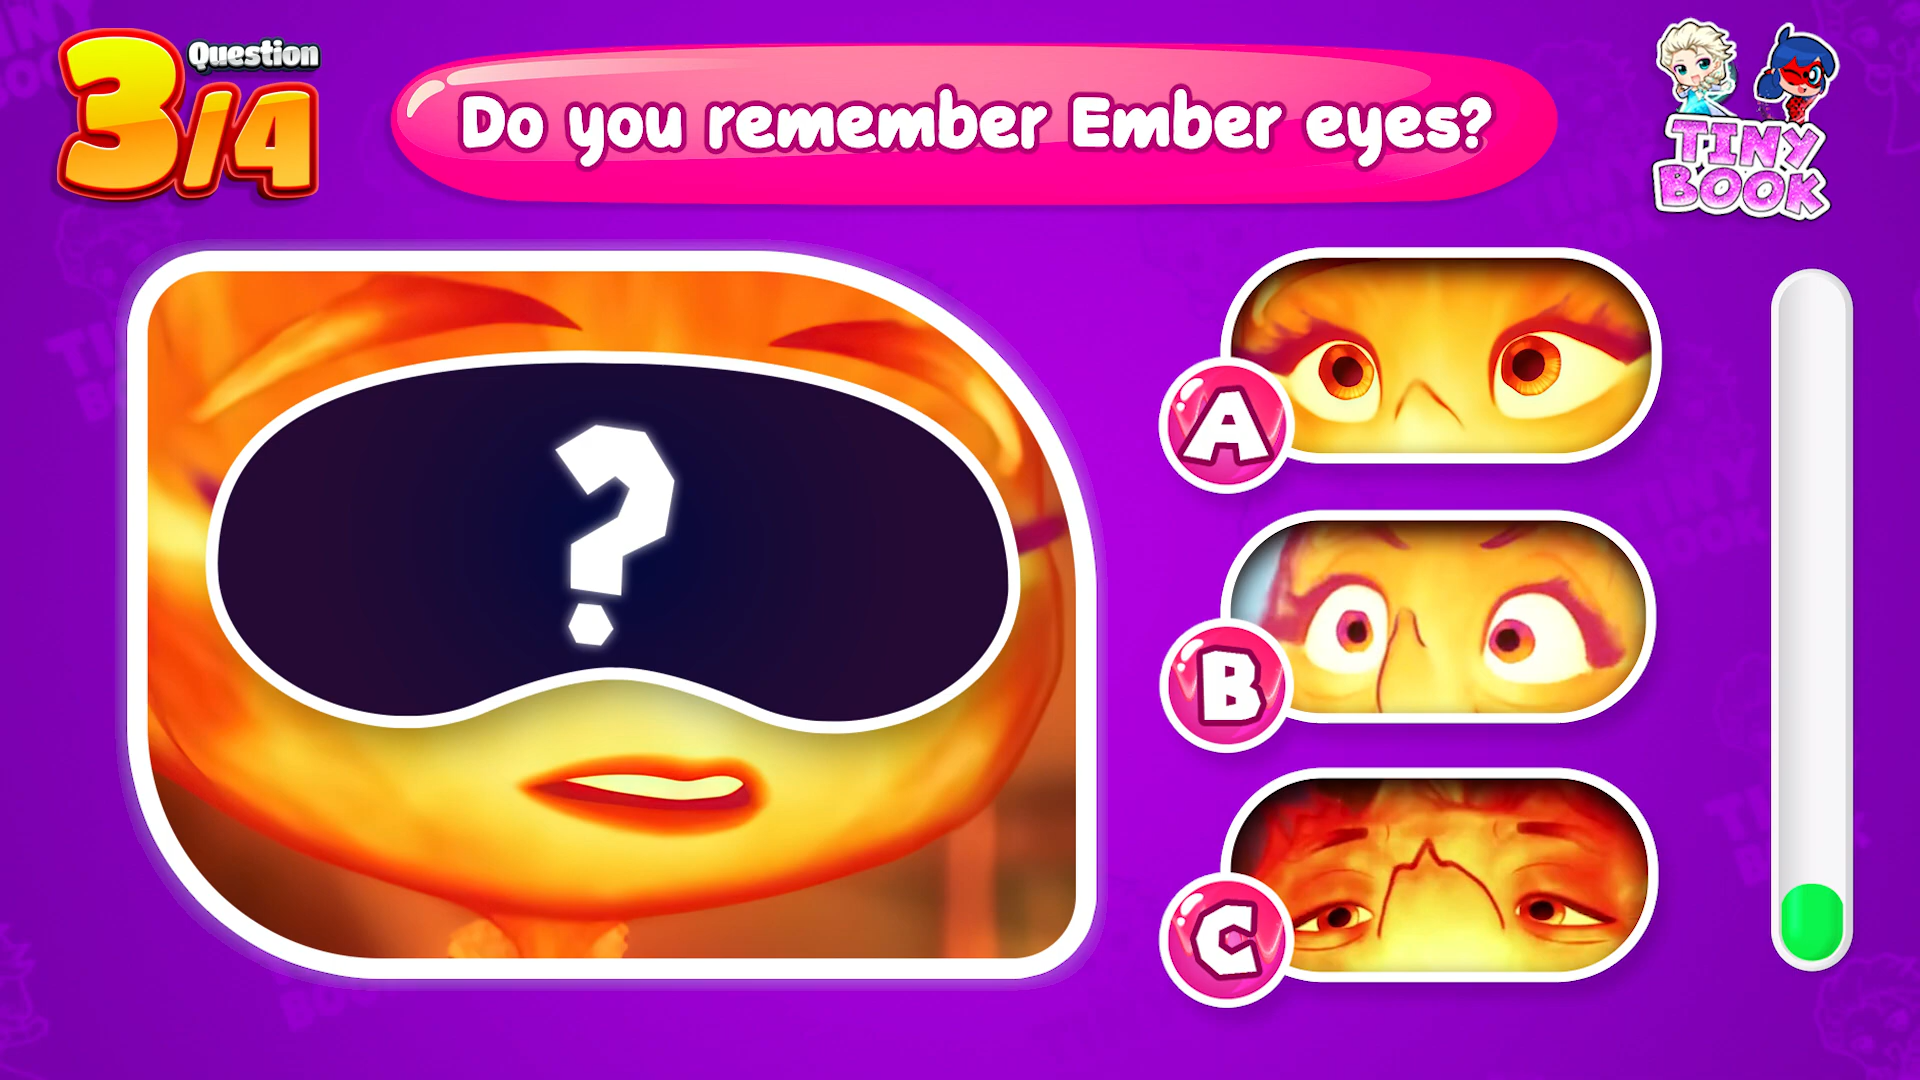 Question
3/4
Do you remember Ember eyes?
TINY
BOOK
?
A
B
C